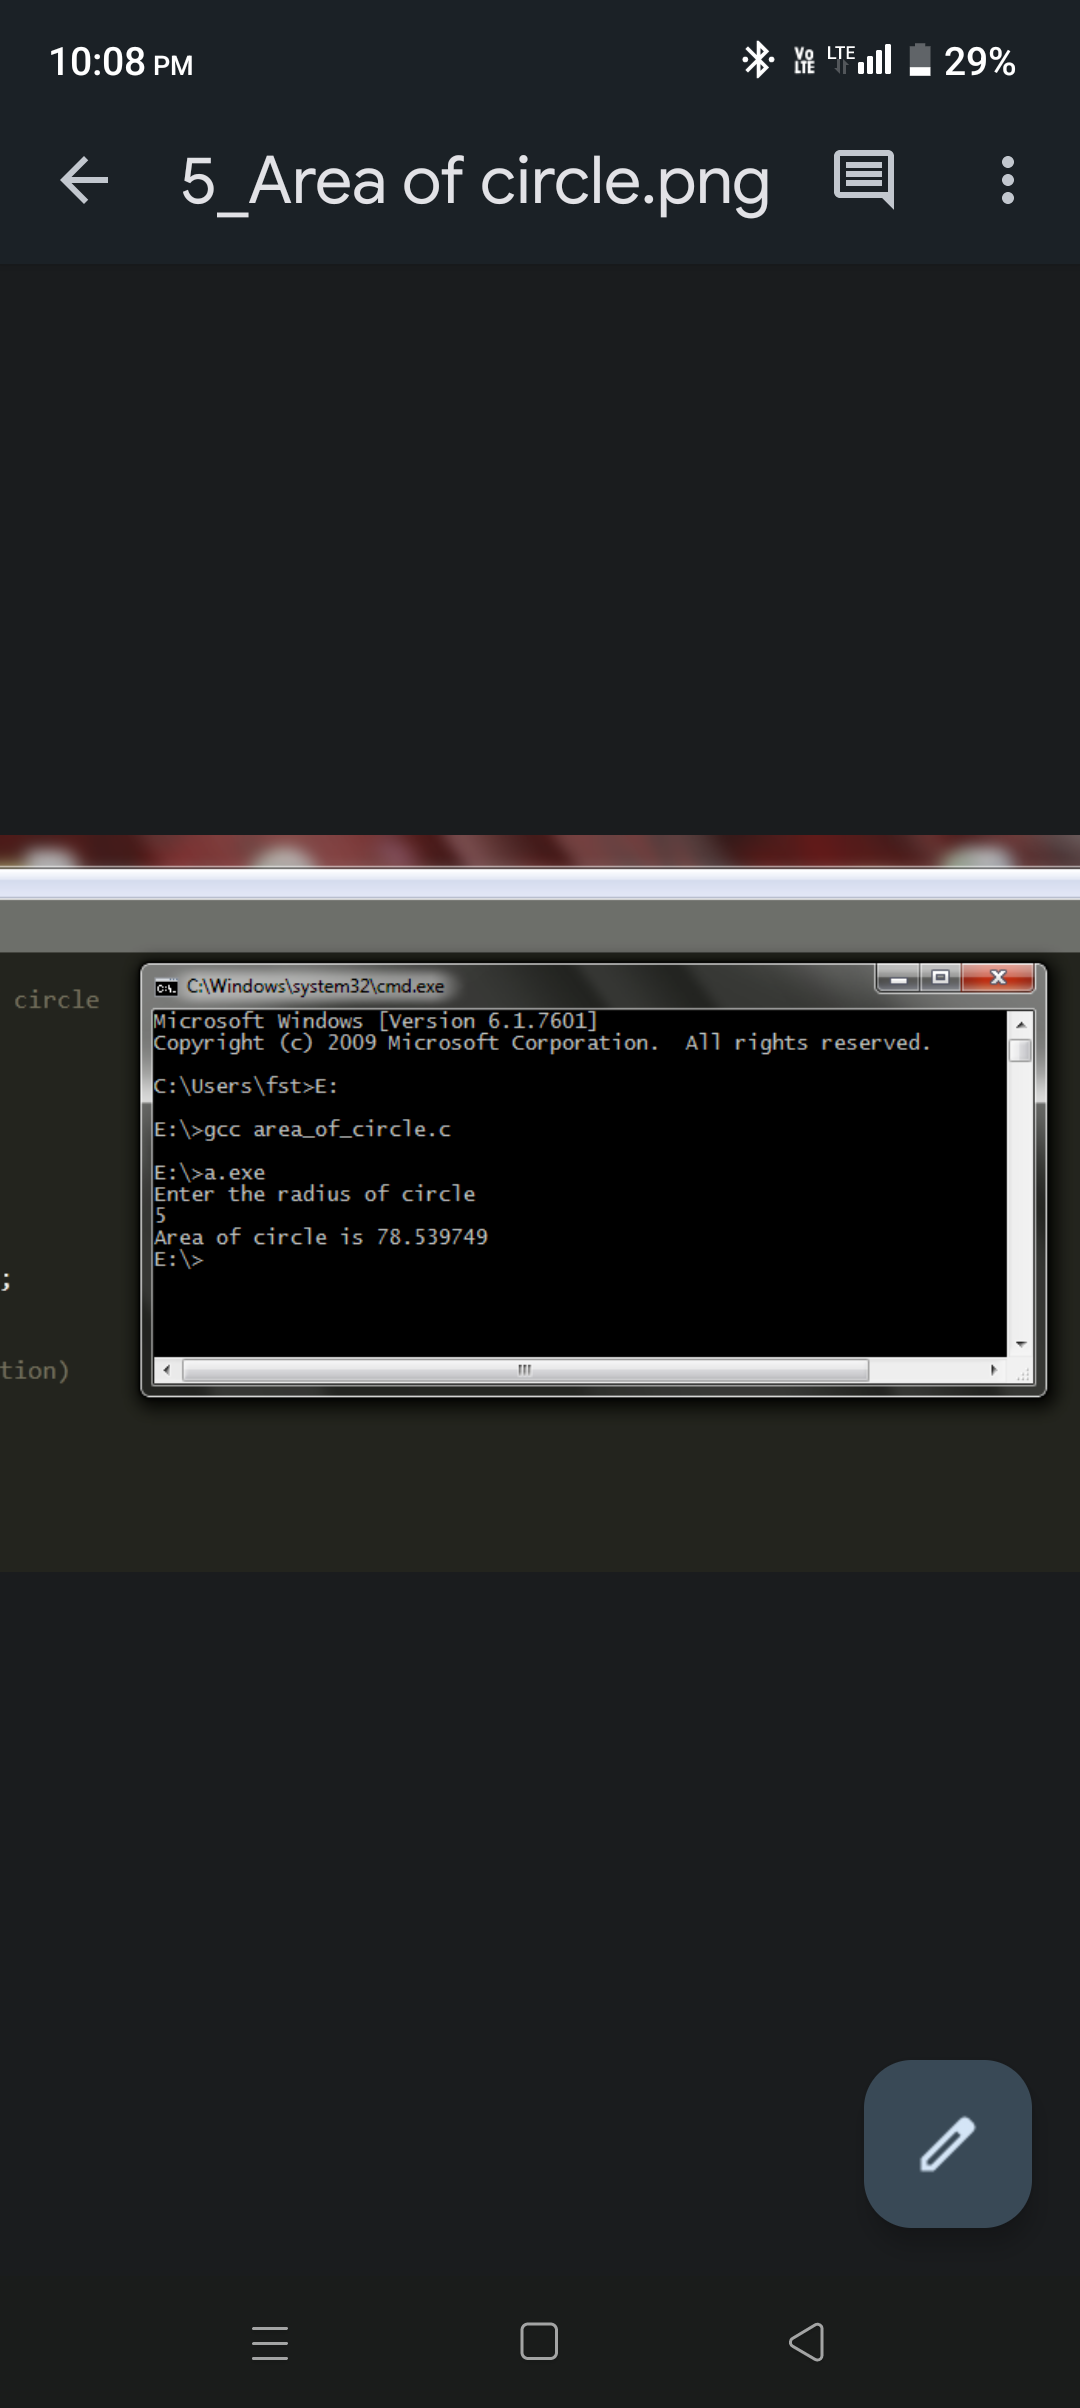 10:08 PM
Vo LTE LTE 29%
5_Area of circle.png
circle
C:\Windows\system32\cmd.exe
Microsoft Windows [Version 6.1.7601]
Copyright (c) 2009 Microsoft Corporation.  All rights reserved.
C:\Users\fst>E:
E:\>gcc area_of_circle.c
E:\>a.exe
Enter the radius of circle
5
Area of circle is 78.539749
E:\>
;
tion)